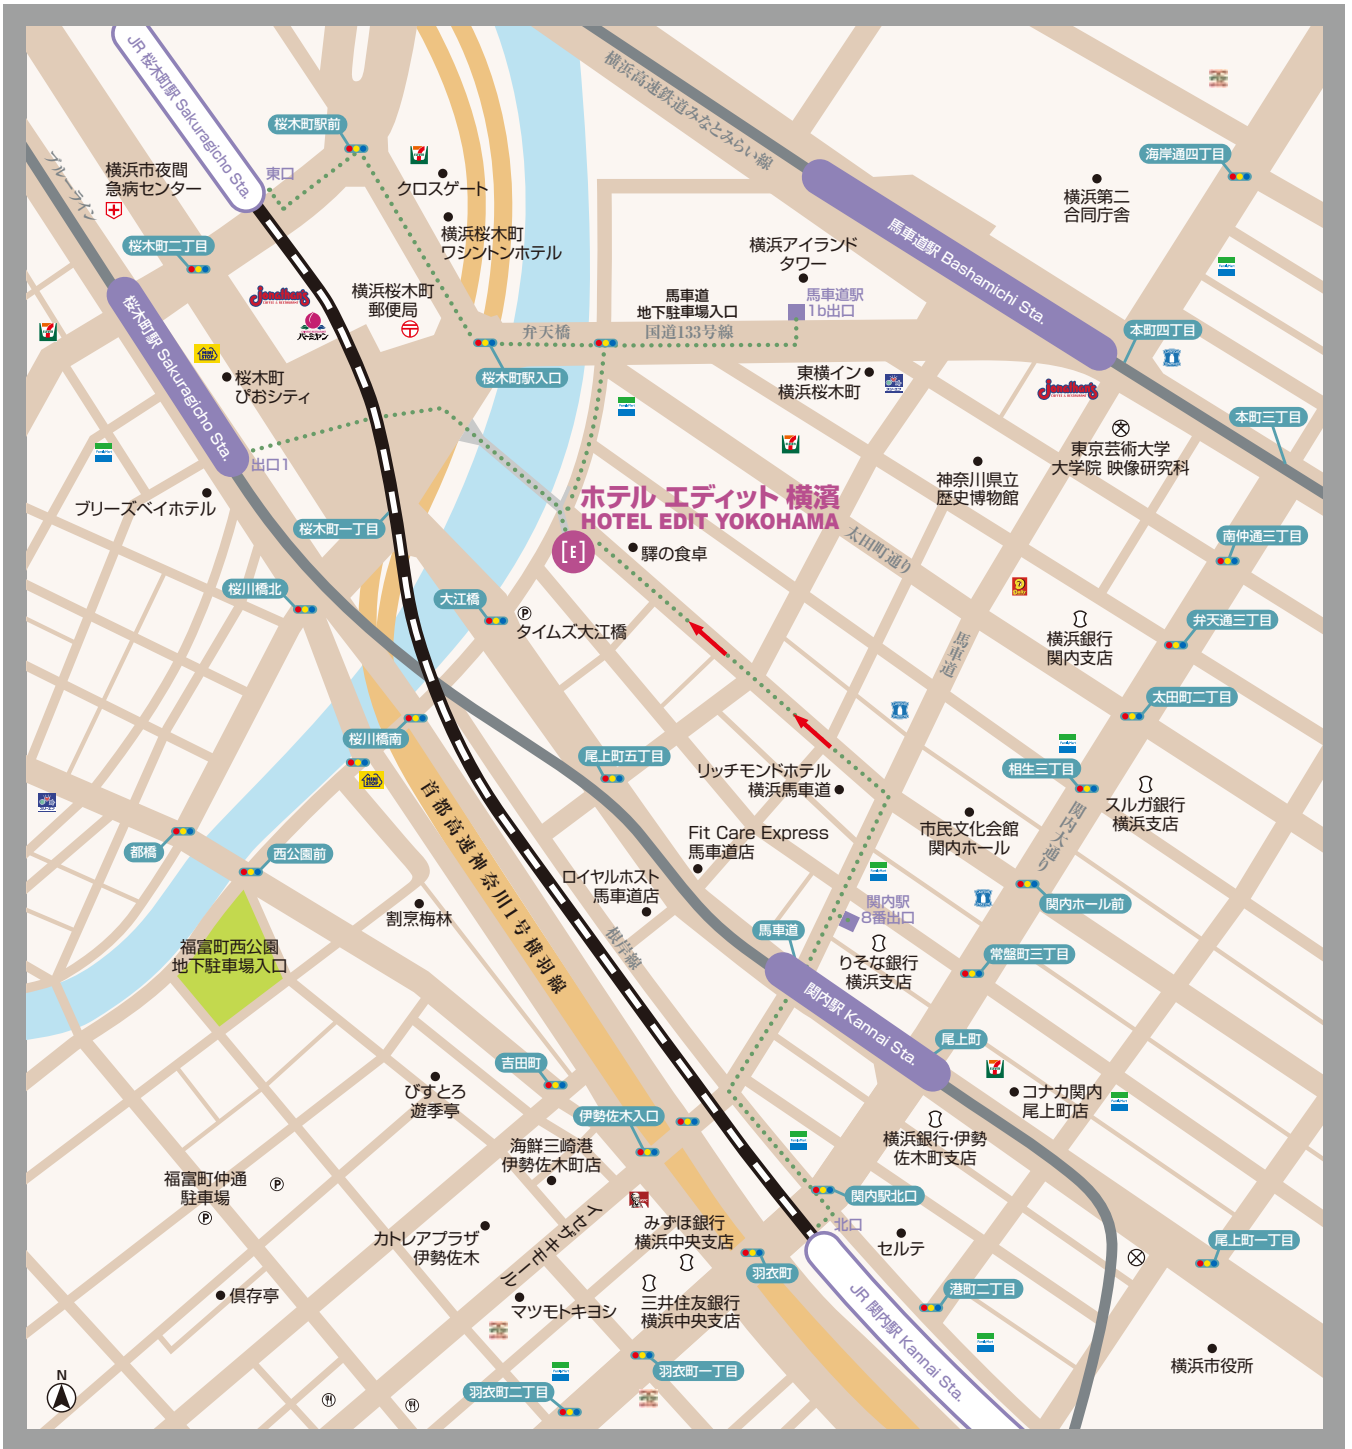 JR 桜木町駅 Sakuragicho Sta.
横浜高速鉄道みなとみらい線
ブルーライン
桜木町駅前
東口
横浜市夜間
急病センター
クロスゲート
横浜桜木町
ワシントンホテル
桜木町二丁目
海岸通四丁目
横浜第二
合同庁舎
馬車道駅 Bashamichi Sta.
横浜アイランド
タワー
馬車道駅
1b出口
馬車道
地下駐車場入口
弁天橋
国道133号線
桜木町駅 Sakuragicho Sta.
Jonathan's
バーミヤン
横浜桜木町
郵便局
MINI STOP
桜木町
ぴおシティ
桜木町駅入口
東横イン
横浜桜木町
本町四丁目
Jonathan's
本町三丁目
東京芸術大学
大学院 映像研究科
神奈川県立
歴史博物館
出口1
ブリーズベイホテル
桜木町一丁目
ホテル エディット 横濱
HOTEL EDIT YOKOHAMA
[E]
驛の食卓
太田町通り
南仲通三丁目
桜川橋北
大江橋
P
タイムズ大江橋
馬車道
横浜銀行
関内支店
弁天通三丁目
太田町二丁目
桜川橋南
MINI STOP
尾上町五丁目
リッチモンドホテル
横浜馬車道
相生三丁目
スルガ銀行
横浜支店
関内大通り
市民文化会館
関内ホール
首都高速神奈川1号横羽線
Fit Care Express
馬車道店
都橋
西公園前
ロイヤルホスト
馬車道店
関内駅
8番出口
関内ホール前
割烹梅林
福富町西公園
地下駐車場入口
根岸線
馬車道
りそな銀行
横浜支店
常盤町三丁目
関内駅 Kannai Sta.
尾上町
吉田町
びすとろ
遊季亭
伊勢佐木入口
コナカ関内
尾上町店
横浜銀行・伊勢
佐木町支店
海鮮三崎港
伊勢佐木町店
福富町仲通
駐車場
P
P
KFC
関内駅北口
北口
セルテ
みずほ銀行
横浜中央支店
カトレアプラザ
伊勢佐木
イセザキモール
羽衣町
尾上町一丁目
JR 関内駅 Kannai Sta.
港町二丁目
倶存亭
マツモトキヨシ
三井住友銀行
横浜中央支店
横浜市役所
羽衣町一丁目
羽衣町二丁目
N